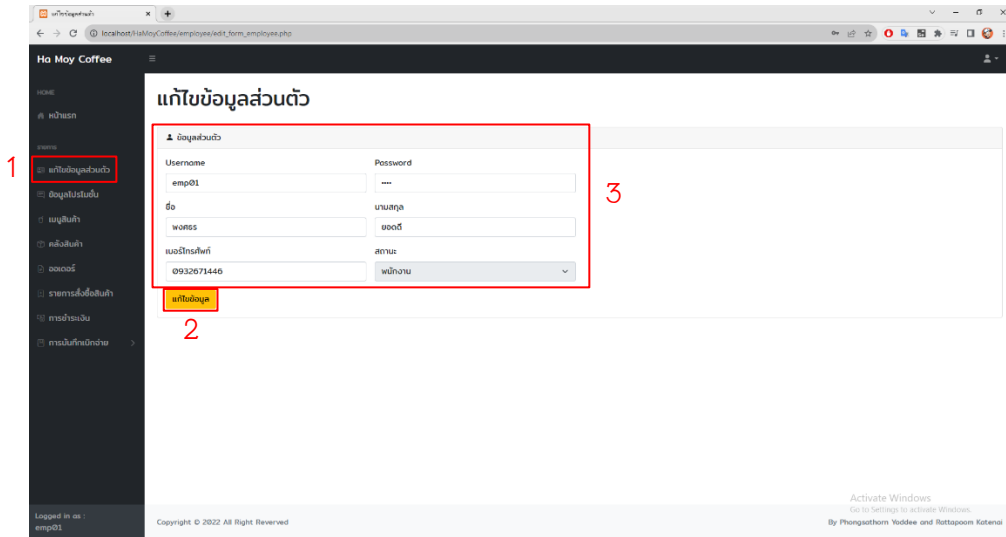 แก้ไขข้อมูลส่วนตัว
localhost/HaMoyCoffee/employee/edit_form_employee.php
Ha Moy Coffee
HOME
หน้าแรก
รายการ
1
แก้ไขข้อมูลส่วนตัว
ข้อมูลโปรโมชั่น
เมนูสินค้า
คลังสินค้า
ออเดอร์
รายการสั่งซื้อสินค้า
การชำระเงิน
การบันทึกเบิกจ่าย
Logged in as :
emp01
แก้ไขข้อมูลส่วนตัว
ข้อมูลส่วนตัว
Username Password
emp01 ····
ชื่อ นามสกุล
พงศธร ยอดดี
3
เบอร์โทรศัพท์ สถานะ
0932671446 พนักงาน
แก้ไขข้อมูล
2
Activate Windows
Go to Settings to activate Windows.
Copyright © 2022 All Right Reverved
By Phongsathorn Yoddee and Rattapoom Katenai